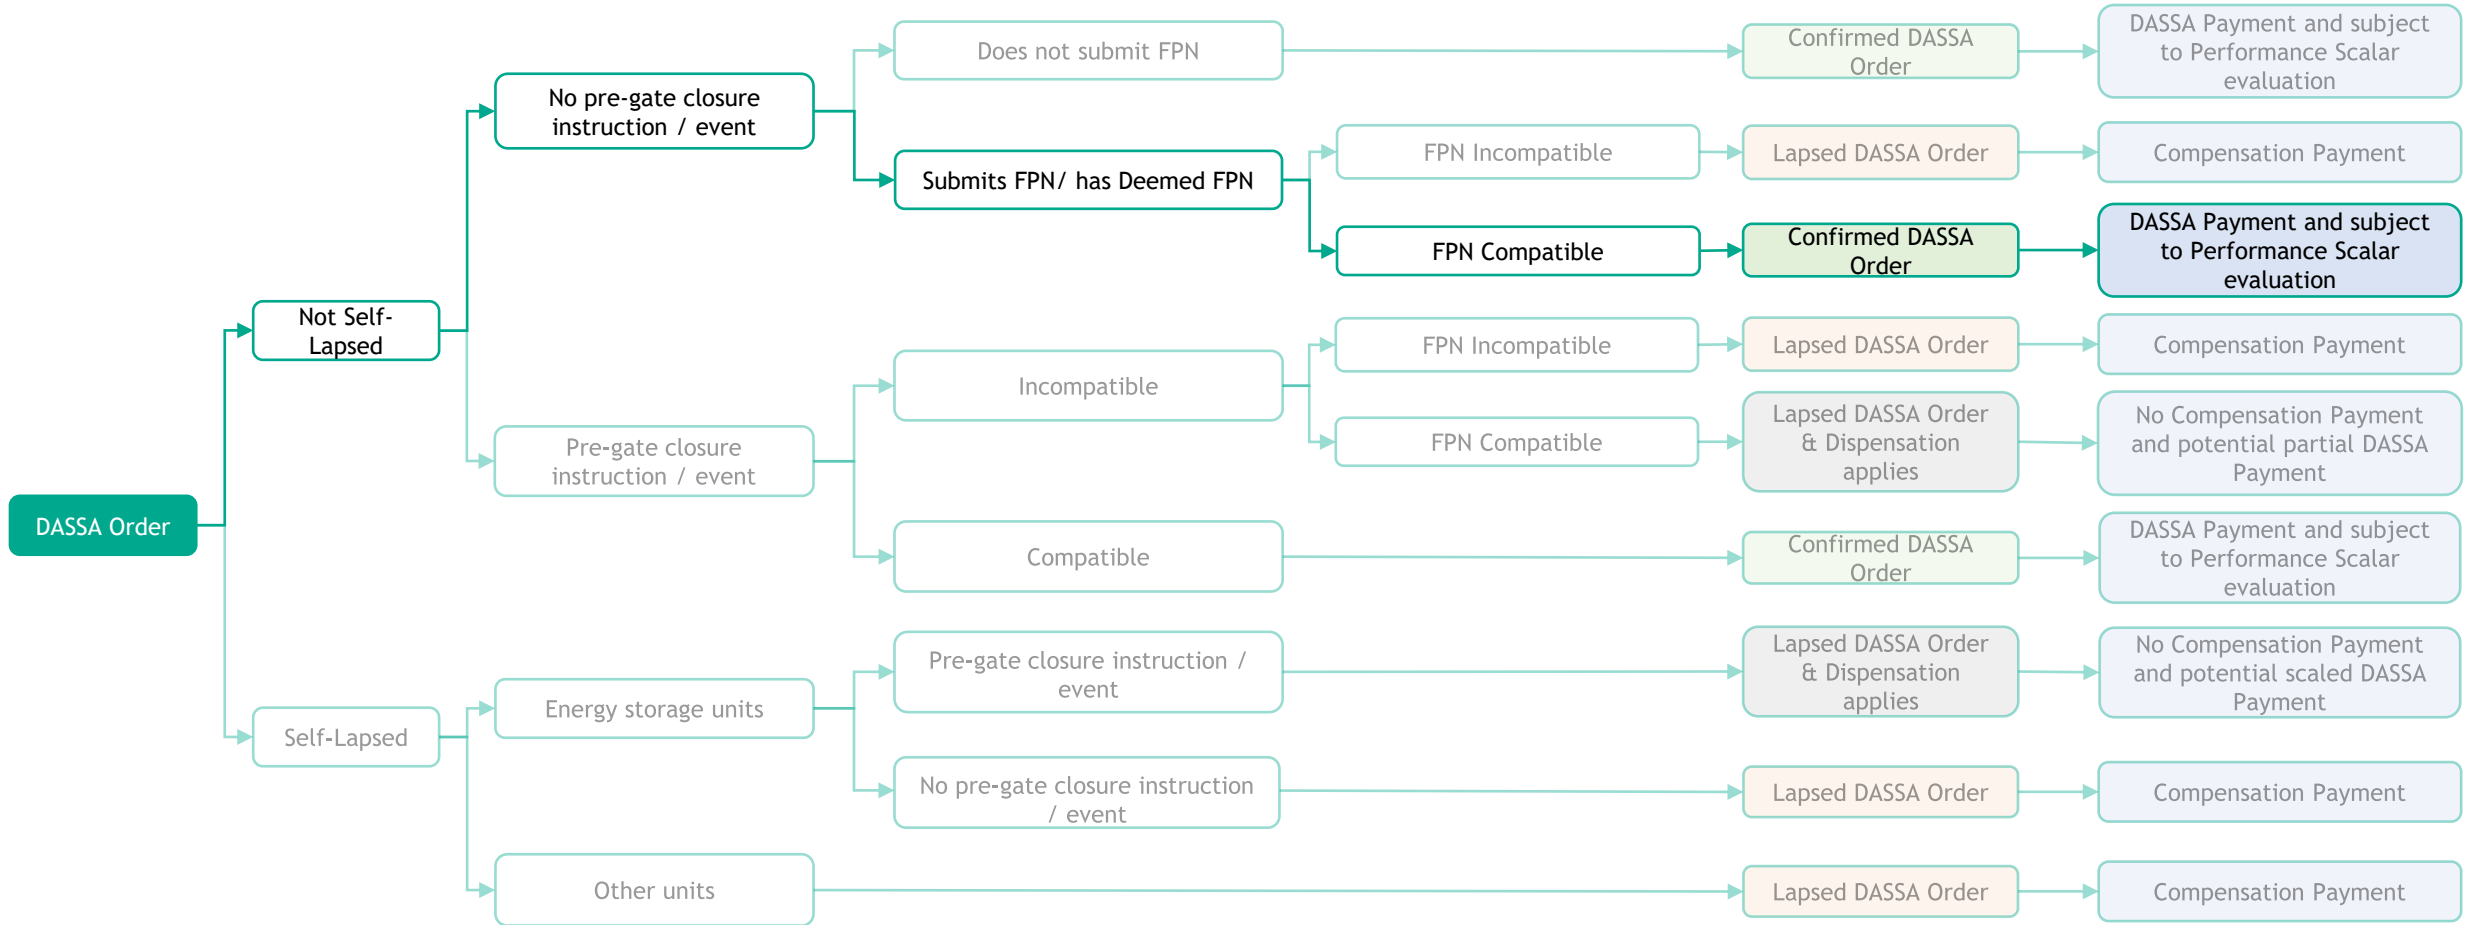 Does not submit FPN
Confirmed DASSA
Order
DASSA Payment and subject
to Performance Scalar
evaluation
No pre-gate closure
instruction / event
FPN Incompatible
Lapsed DASSA Order
Compensation Payment
Submits FPN/ has Deemed FPN
FPN Compatible
Confirmed DASSA
Order
DASSA Payment and subject
to Performance Scalar
evaluation
Not Self-
Lapsed
FPN Incompatible
Lapsed DASSA Order
Compensation Payment
Incompatible
FPN Compatible
Lapsed DASSA Order
& Dispensation
applies
No Compensation Payment
and potential partial DASSA
Payment
Pre-gate closure
instruction / event
DASSA Order
Compatible
Confirmed DASSA
Order
DASSA Payment and subject
to Performance Scalar
evaluation
Pre-gate closure instruction /
event
Lapsed DASSA Order
& Dispensation
applies
No Compensation Payment
and potential scaled DASSA
Payment
Energy storage units
Self-Lapsed
No pre-gate closure instruction
/ event
Lapsed DASSA Order
Compensation Payment
Other units
Lapsed DASSA Order
Compensation Payment